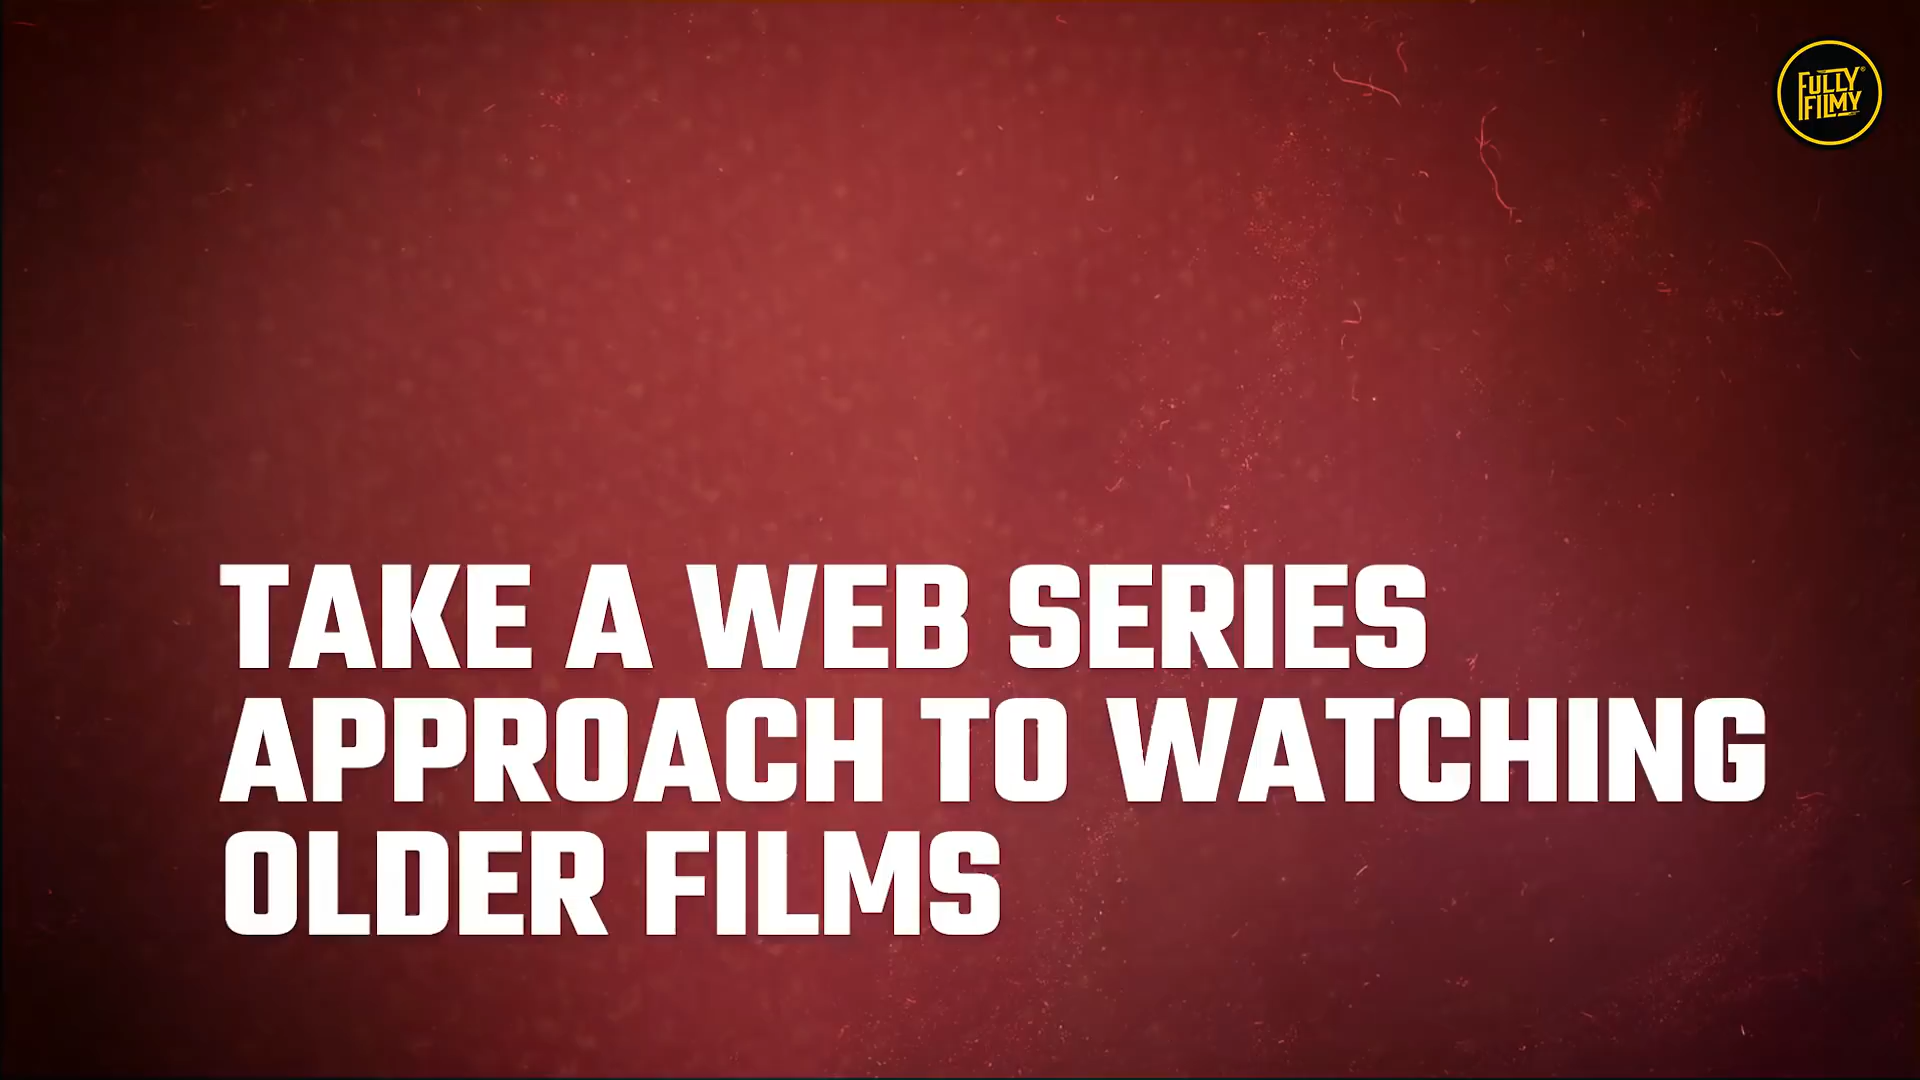 FULLY®
FILMY
TAKE A WEB SERIES
APPROACH TO WATCHING
OLDER FILMS